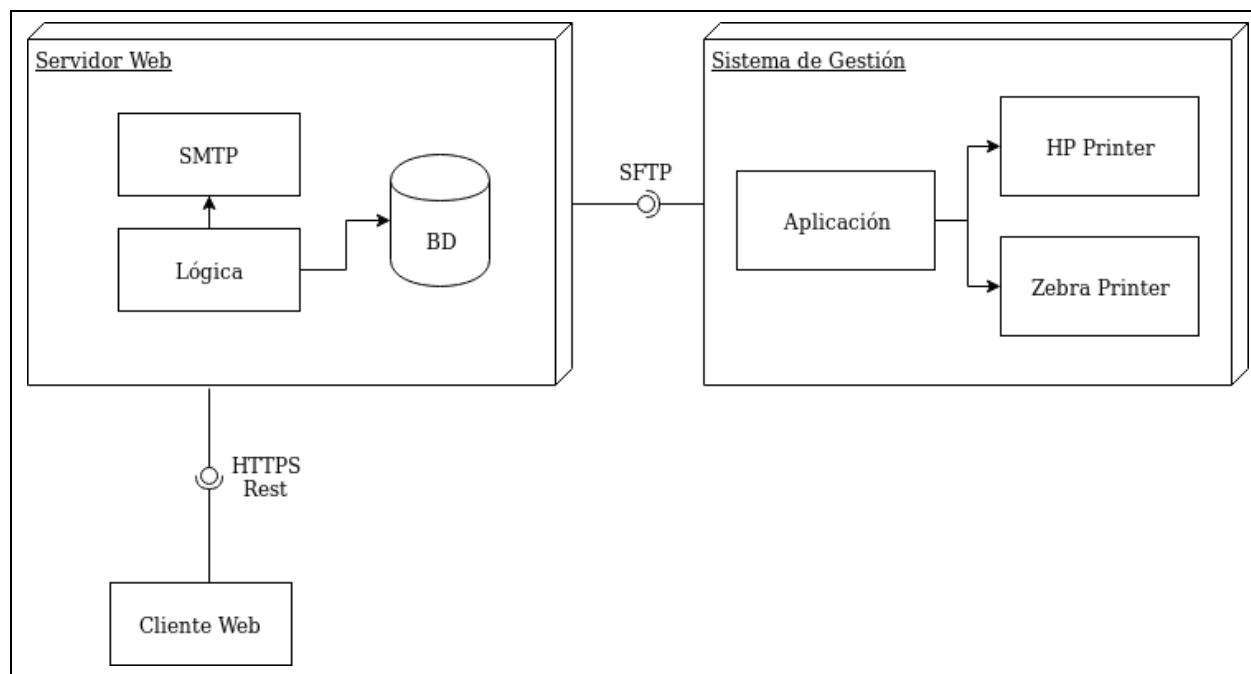 Servidor Web
SMTP
Lógica
BD
SFTP
Sistema de Gestión
Aplicación
HP Printer
Zebra Printer
HTTPS
Rest
Cliente Web